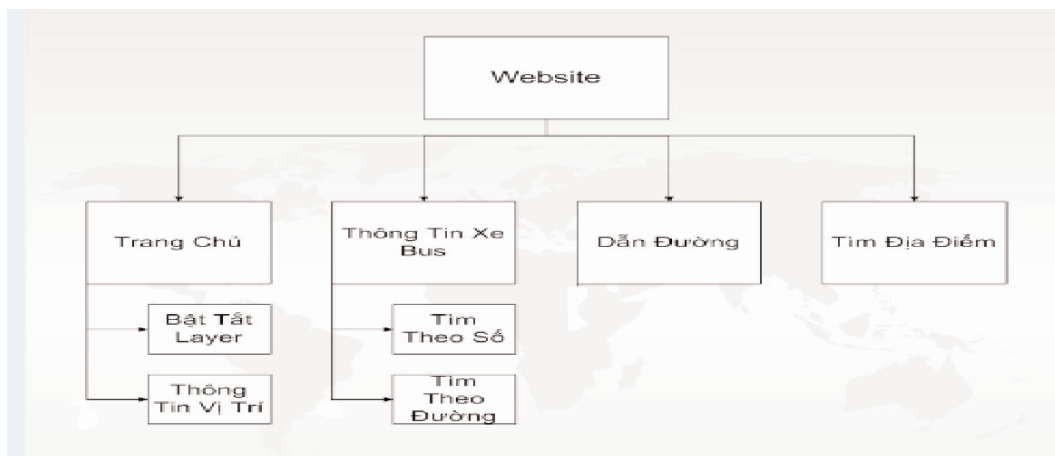 Website
Trang Chủ
Thông Tin Xe
Bus
Dẫn Đường
Tìm Địa Điểm
Bật Tắt
Layer
Thông
Tin Vị Trí
Tìm
Theo Số
Tìm
Theo
Đường